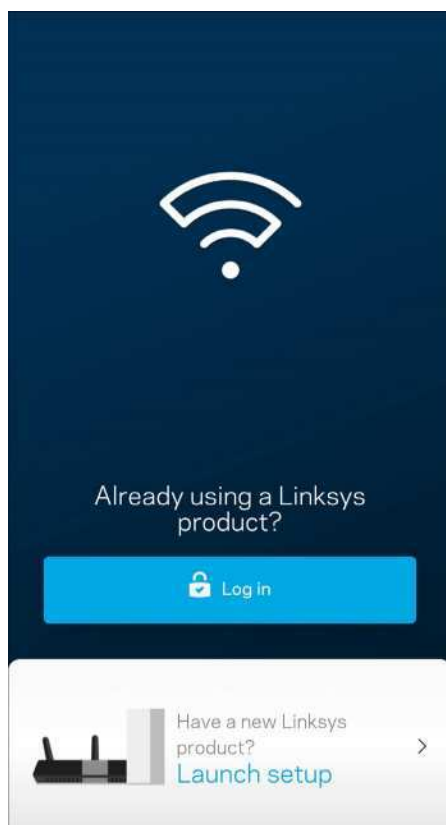 Already using a Linksys
product?
Log in
Have a new Linksys
product?
Launch setup